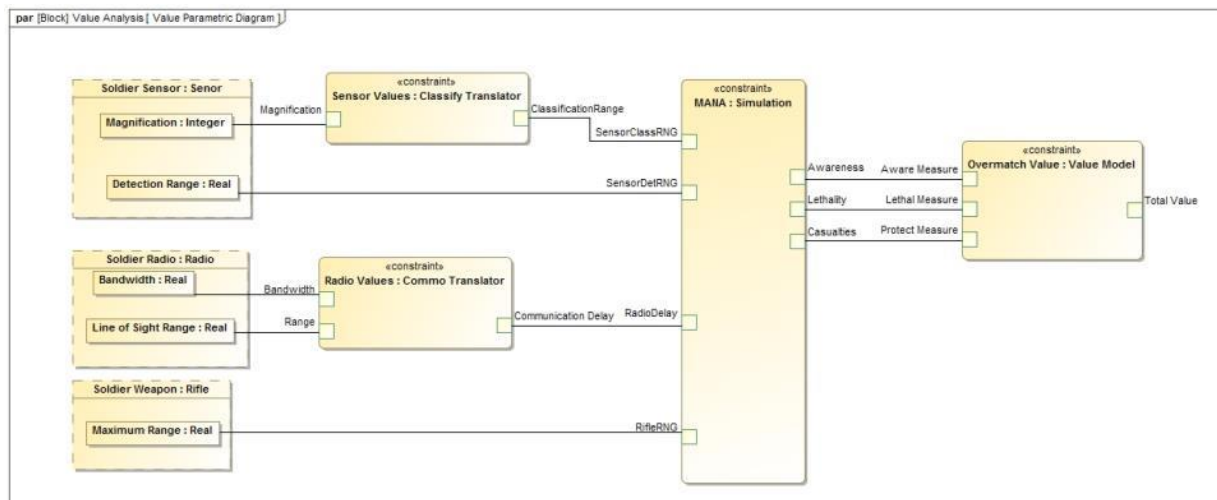 par [Block] Value Analysis [ Value Parametric Diagram ]
Soldier Sensor : Senor
Magnification : Integer
Detection Range : Real
Magnification
«constraint»
Sensor Values : Classify Translator
ClassificationRange
SensorClassRNG
SensorDetRNG
Soldier Radio : Radio
Bandwidth : Real
Line of Sight Range : Real
Bandwidth
Range
«constraint»
Radio Values : Commo Translator
Communication Delay
RadioDelay
Soldier Weapon : Rifle
Maximum Range : Real
RifleRNG
«constraint»
MANA : Simulation
Awareness
Lethality
Casualties
Aware Measure
Lethal Measure
Protect Measure
«constraint»
Overmatch Value : Value Model
Total Value